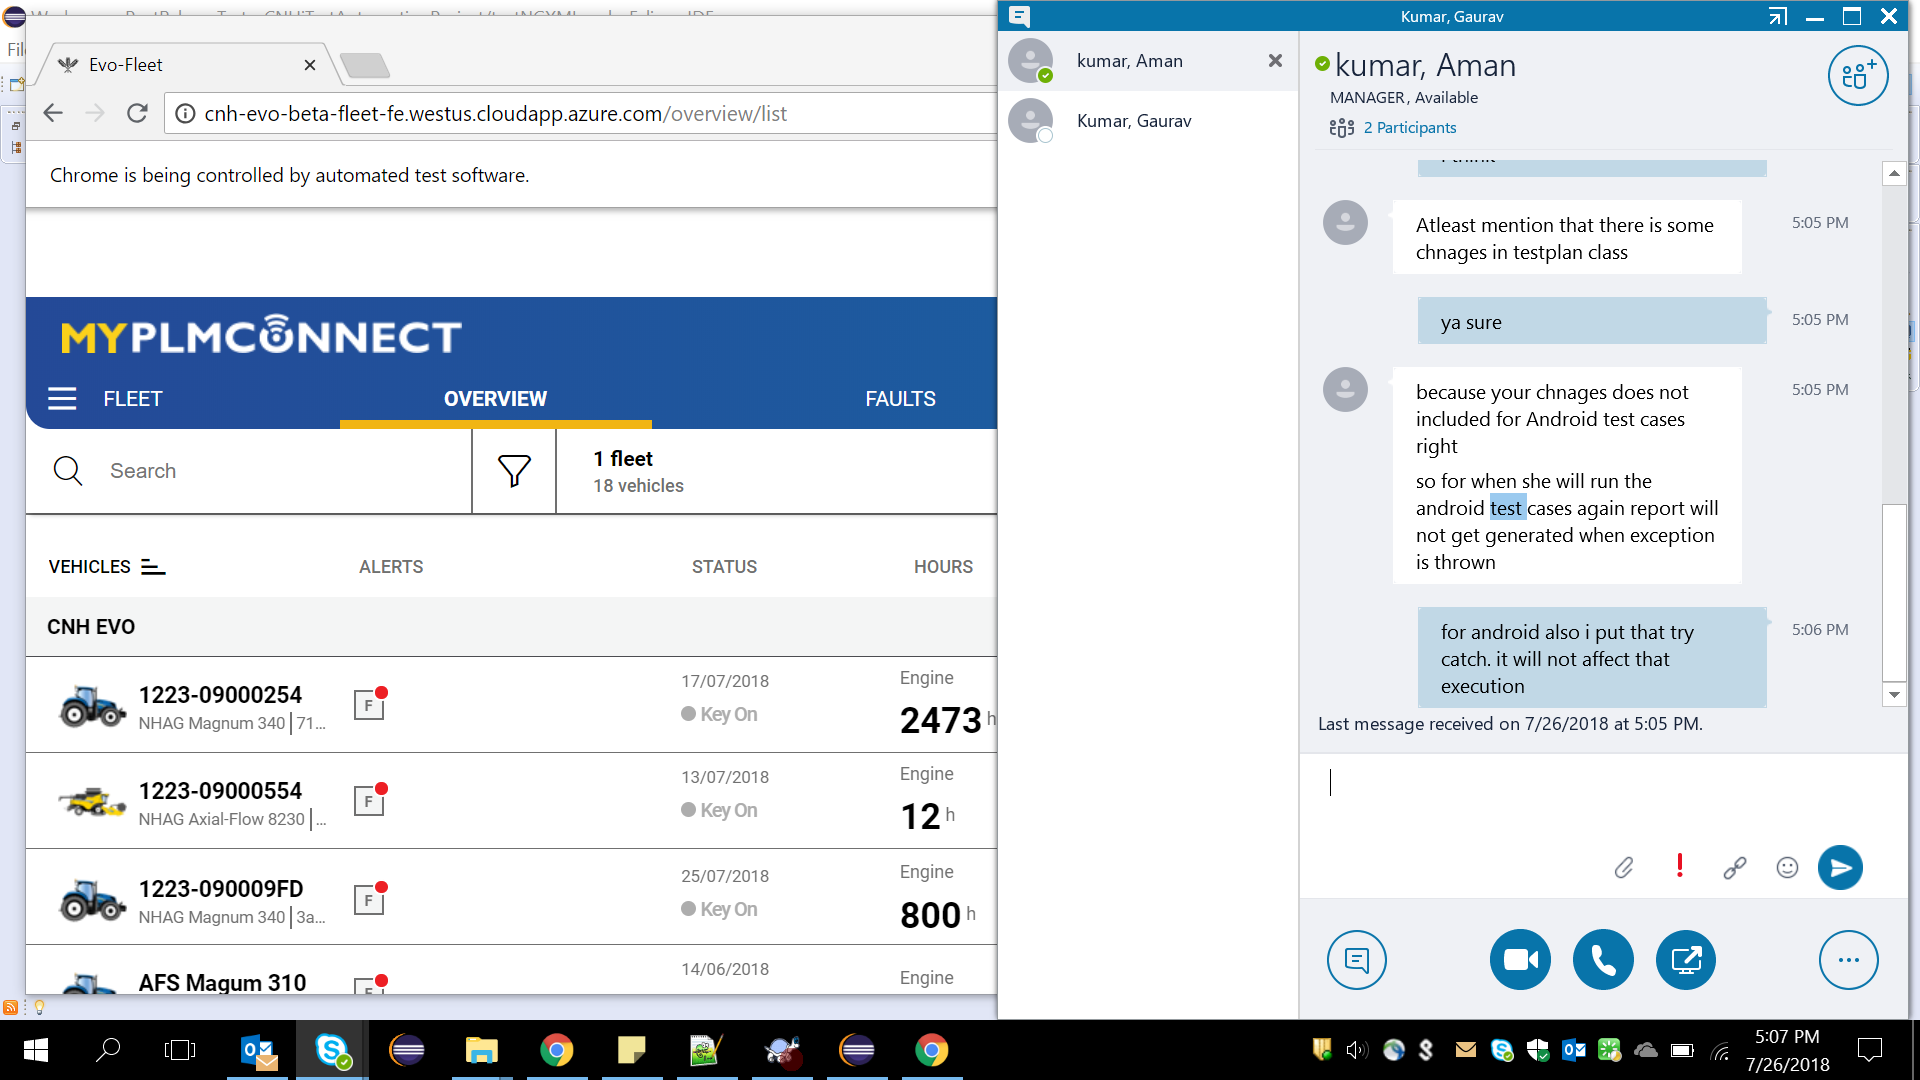 Evo-Fleet
cnh-evo-beta-fleet-fe.westus.cloudapp.azure.com/overview/list
Chrome is being controlled by automated test software.
MYPLMCONNECT
FLEET
OVERVIEW
FAULTS
Search
1 fleet
18 vehicles
VEHICLES
ALERTS
STATUS
HOURS
CNH EVO
1223-09000254
NHAG Magnum 340 | 71...
F
17/07/2018
Key On
Engine
2473 h
1223-09000554
NHAG Axial-Flow 8230 | ...
F
13/07/2018
Key On
Engine
12 h
1223-090009FD
NHAG Magnum 340 | 3a...
F
25/07/2018
Key On
Engine
800 h
AFS Magum 310
14/06/2018
Engine
Kumar, Gaurav
kumar, Aman
Kumar, Gaurav
kumar, Aman
MANAGER, Available
2 Participants
Atleast mention that there is some
chnages in testplan class
5:05 PM
ya sure
5:05 PM
because your chnages does not
included for Android test cases
right
5:05 PM
so for when she will run the
android test cases again report will
not get generated when exception
is thrown
for android also i put that try
catch. it will not affect that
execution
5:06 PM
Last message received on 7/26/2018 at 5:05 PM.
5:07 PM
7/26/2018